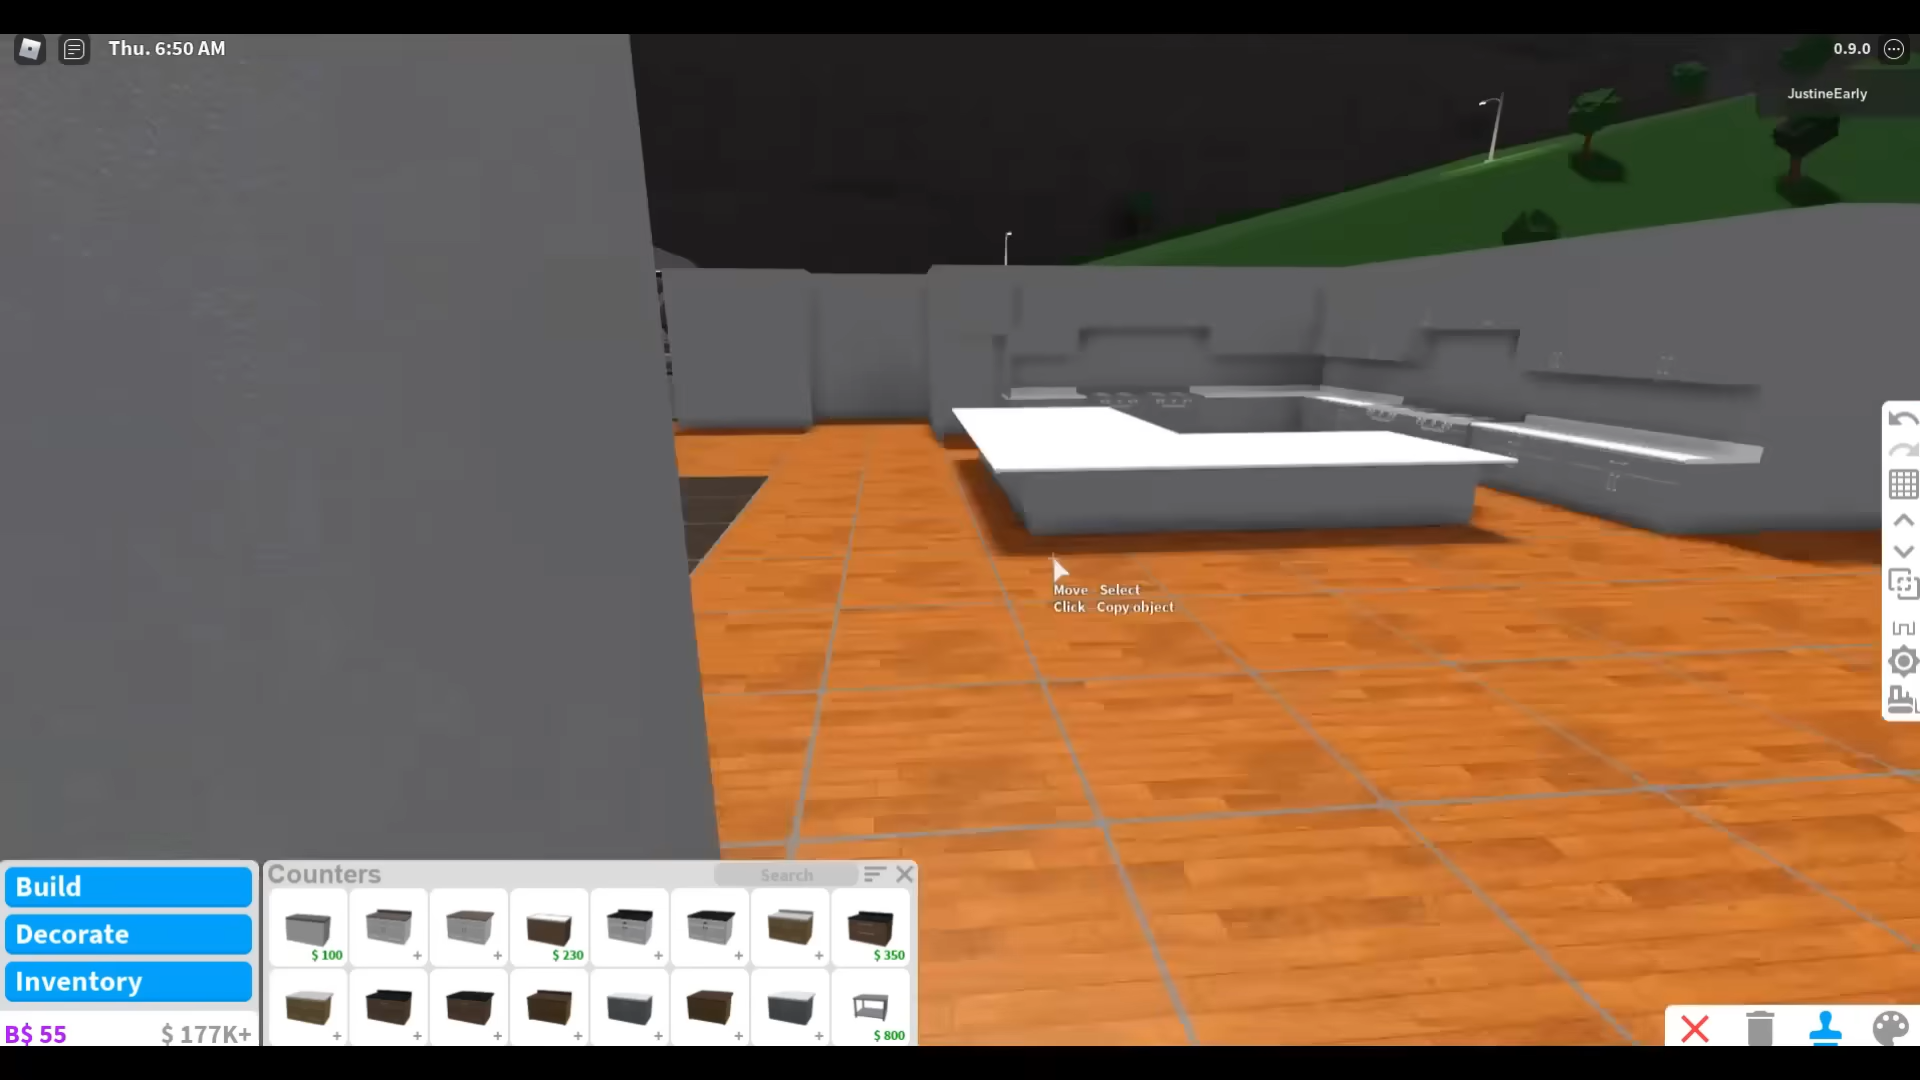 Thu. 6:50 AM
0.9.0
JustineEarly
Move Select
Click Copy object
Build
Decorate
Inventory
B$ 55
$ 177K+
Counters
Search
$ 100
+
+
$ 230
+
+
+
$ 350
+
+
+
+
+
+
+
$ 800